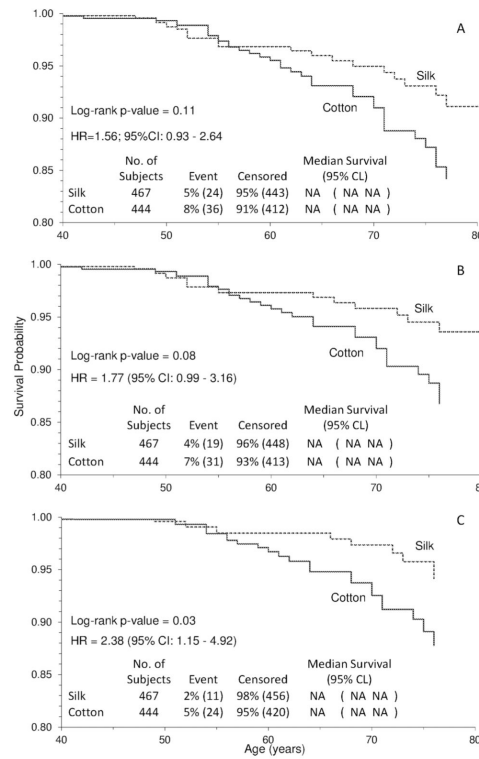 1.00
A
0.95
Silk
0.90
Log-rank p-value = 0.11
Cotton
HR=1.56; 95%CI: 0.93 - 2.64
0.85
No. of
Subjects Event Censored Median Survival
(95% CL)
Silk 467 5% (24) 95% (443) NA ( NA NA )
Cotton 444 8% (36) 91% (412) NA ( NA NA )
0.80
40 50 60 70 80
1.00
B
0.95
Silk
0.90
Log-rank p-value = 0.08
Cotton
HR = 1.77 (95% CI: 0.99 - 3.16)
0.85
No. of
Subjects Event Censored Median Survival
(95% CL)
Silk 467 4% (19) 96% (448) NA ( NA NA )
Cotton 444 7% (31) 93% (413) NA ( NA NA )
0.80
40 50 60 70 80
Survival Probability
1.00
C
Silk
0.95
Cotton
0.90
Log-rank p-value = 0.03
HR = 2.38 (95% CI: 1.15 - 4.92)
0.85
No. of
Subjects Event Censored Median Survival
(95% CL)
Silk 467 2% (11) 98% (456) NA ( NA NA )
Cotton 444 5% (24) 95% (420) NA ( NA NA )
0.80
40 50 60 70 80
Age (years)